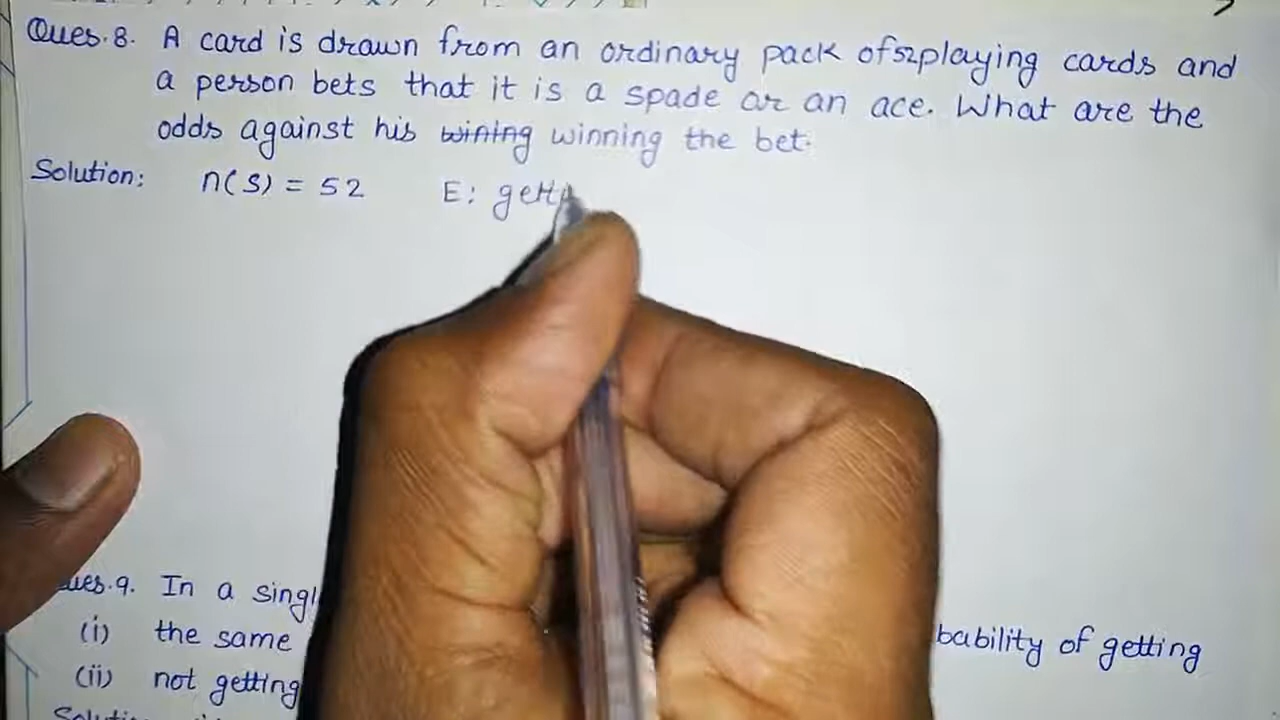 Ques.8. A card is drawn from an ordinary pack of 52 playing cards and
a person bets that it is a spade or an ace. What are the
odds against his wining winning the bet.
Solution: n(S) = 52 E: gett
Ques.9. In a singl
(i) the same bability of getting
(ii) not getting